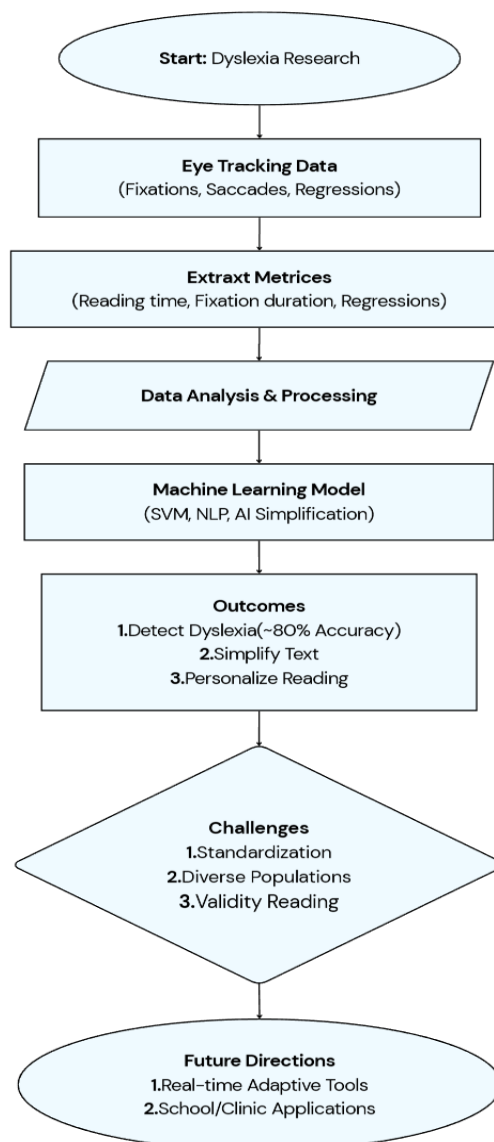 Start: Dyslexia Research
Eye Tracking Data
(Fixations, Saccades, Regressions)
Extraxt Metrices
(Reading time, Fixation duration, Regressions)
Data Analysis & Processing
Machine Learning Model
(SVM, NLP, AI Simplification)
Outcomes
1.Detect Dyslexia(~80% Accuracy)
2.Simplify Text
3.Personalize Reading
Challenges
1.Standardization
2.Diverse Populations
3.Validity Reading
Future Directions
1.Real-time Adaptive Tools
2.School/Clinic Applications